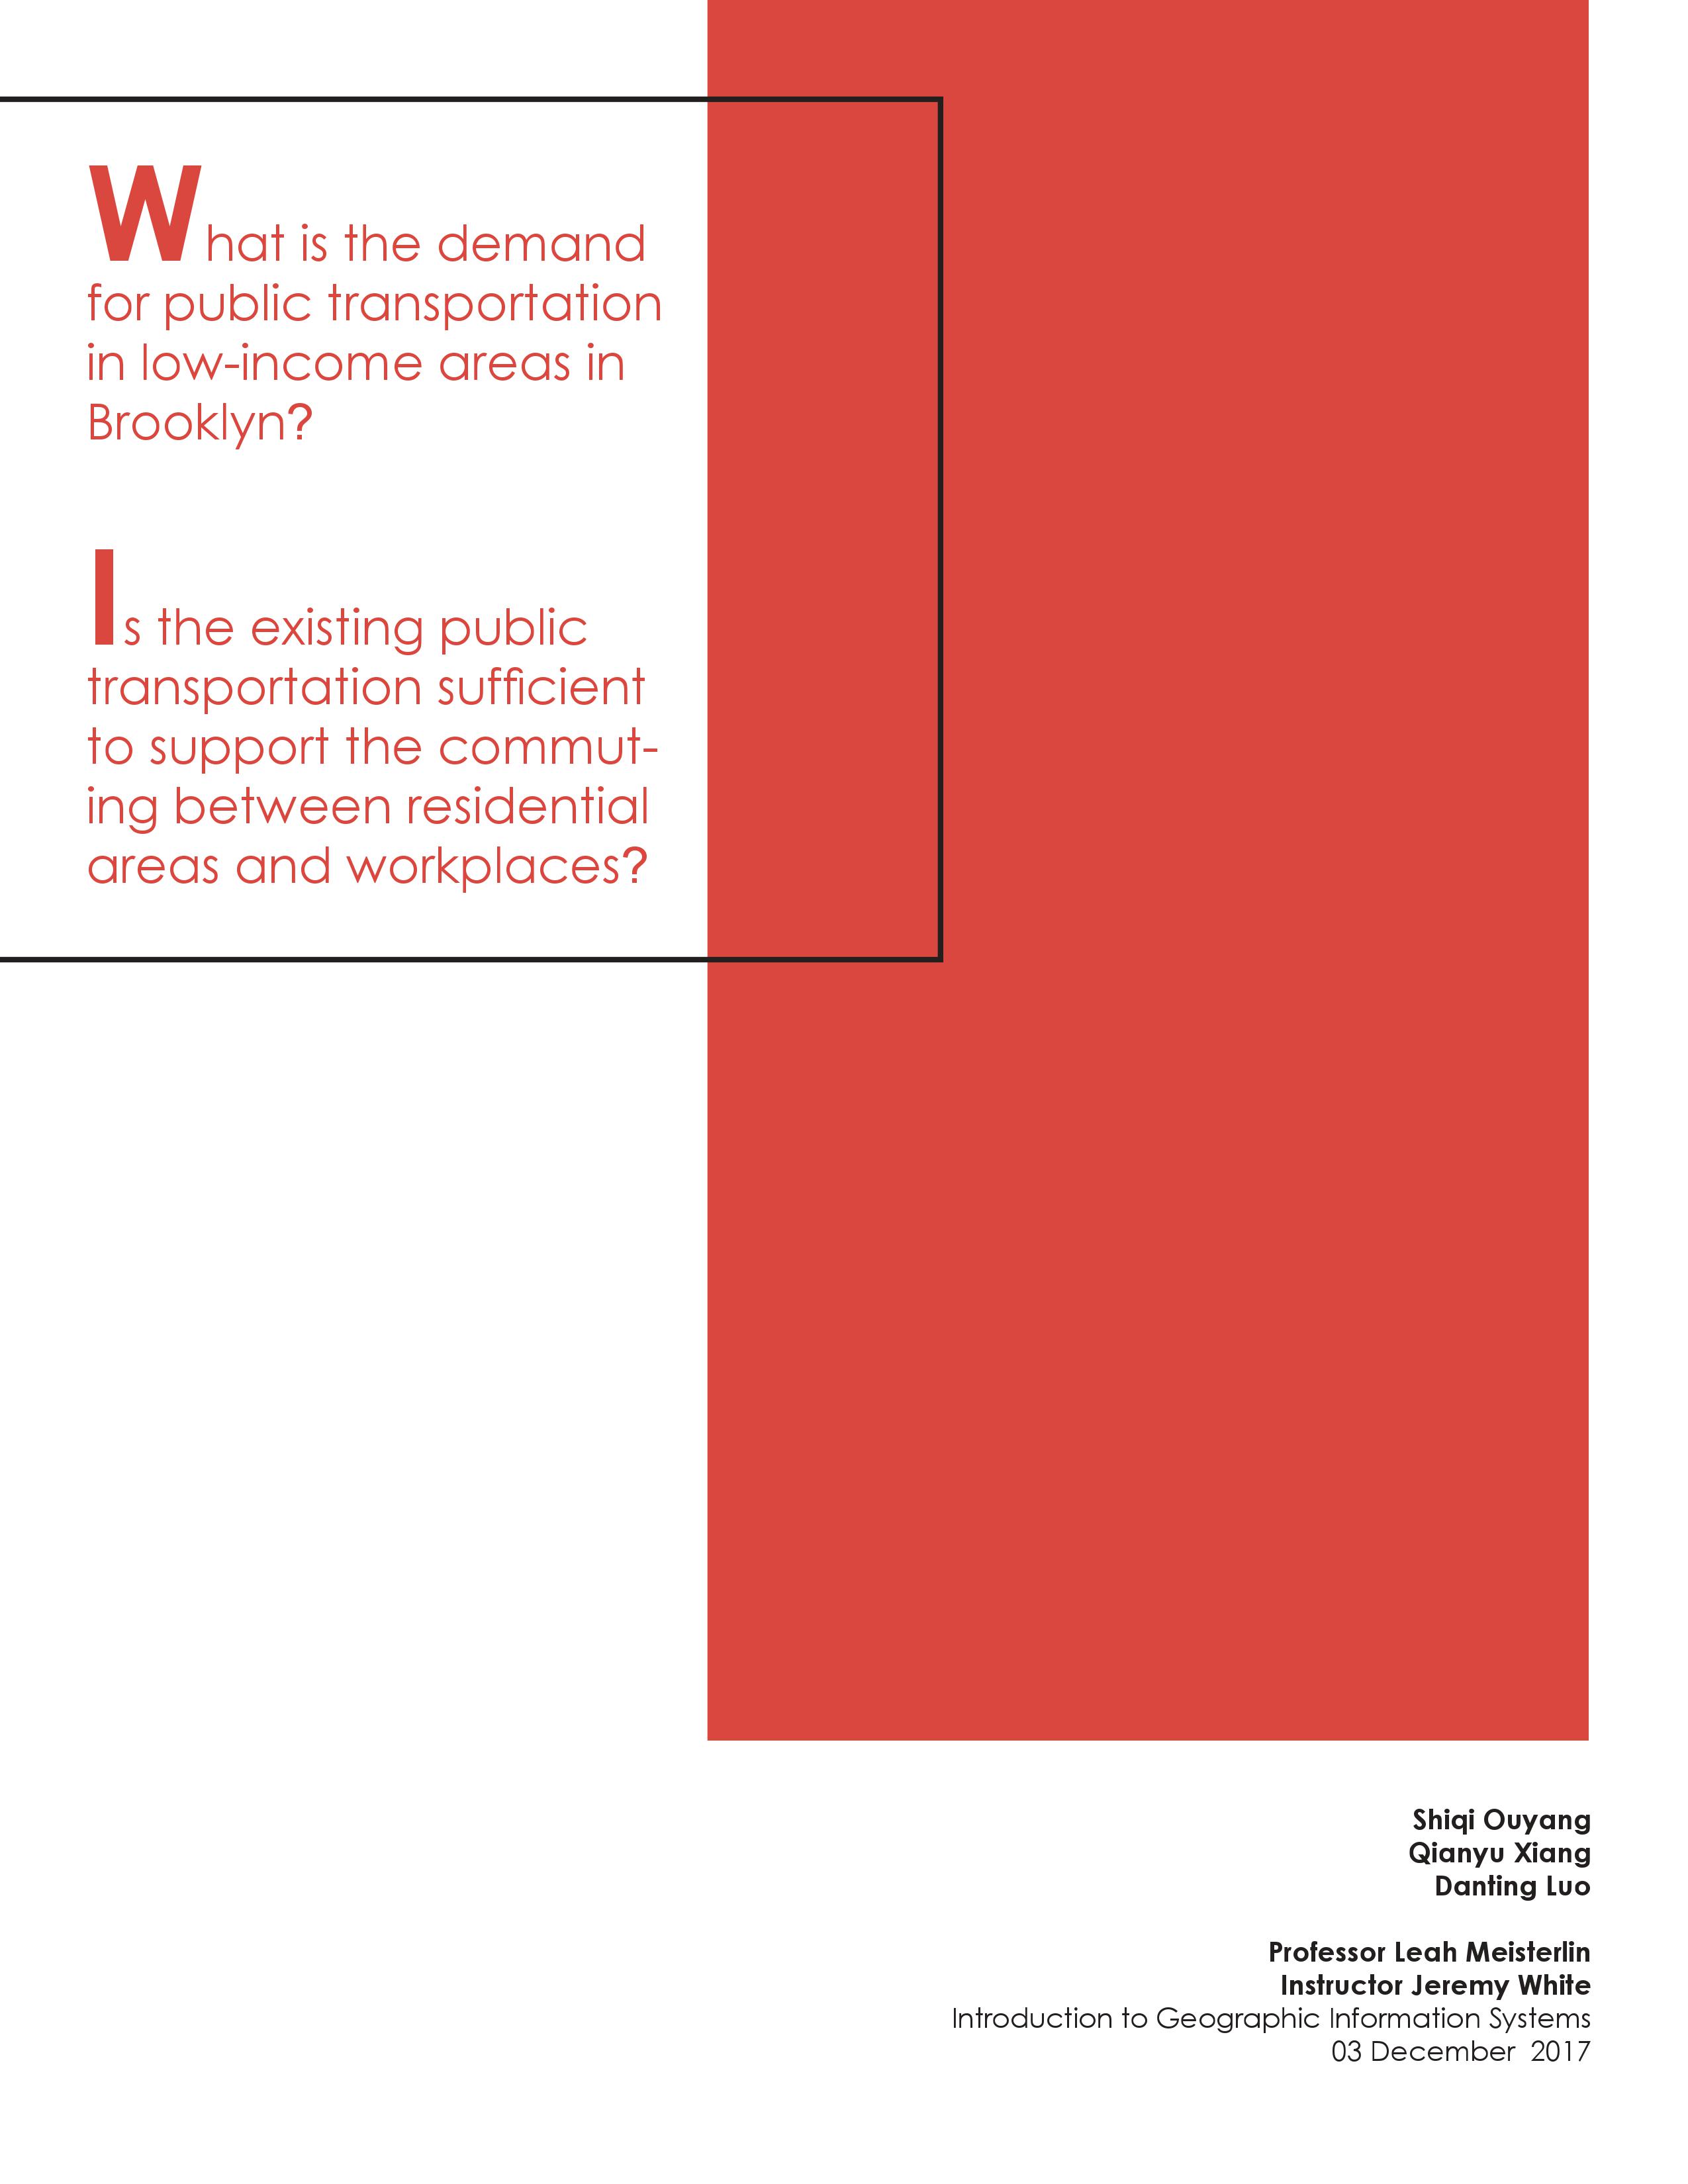 What is the demand
for public transportation
in low-income areas in
Brooklyn?
Is the existing public
transportation sufficient
to support the commut-
ing between residential
areas and workplaces?
Shiqi Ouyang
Qianyu Xiang
Danting Luo
Professor Leah Meisterlin
Instructor Jeremy White
Introduction to Geographic Information Systems
03 December  2017